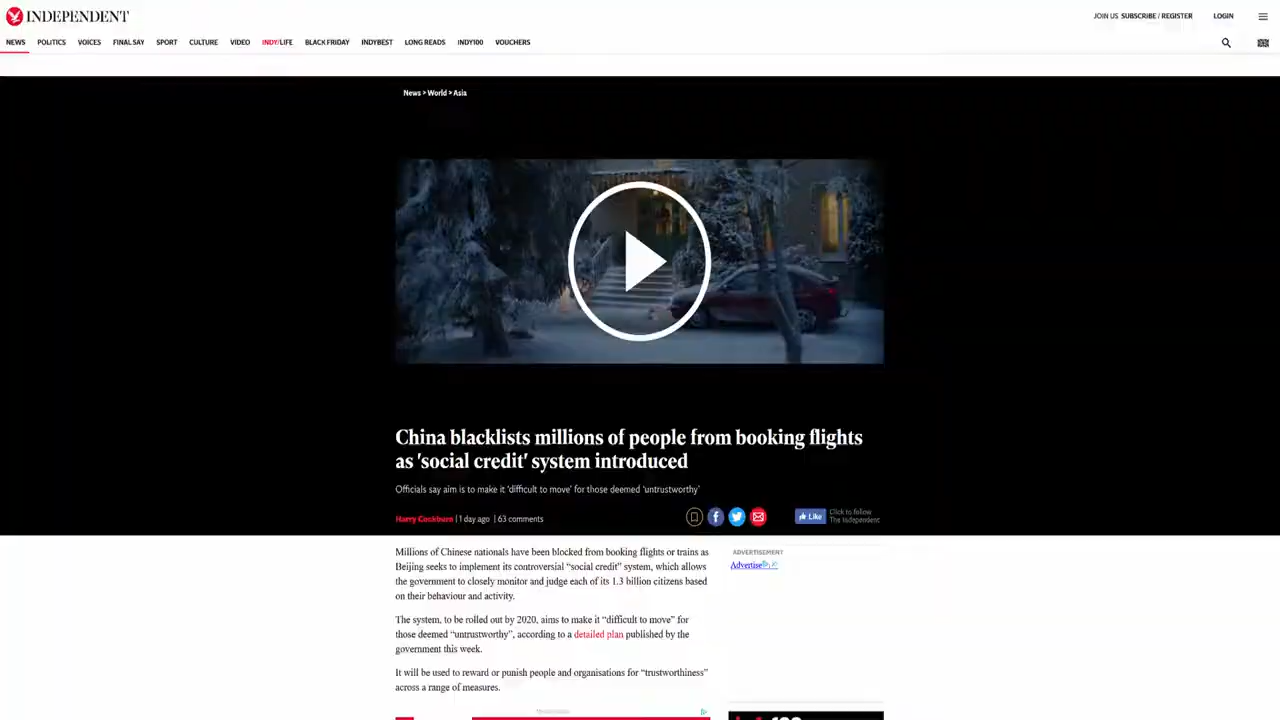 INDEPENDENT
JOIN US SUBSCRIBE / REGISTER LOGIN
NEWS POLITICS VOICES FINAL SAY SPORT CULTURE VIDEO INDY/LIFE BLACK FRIDAY INDYBEST LONG READS INDY100 VOUCHERS
News > World > Asia
China blacklists millions of people from booking flights
as 'social credit' system introduced
Officials say aim is to make it 'difficult to move' for those deemed 'untrustworthy'
Harry Cockburn | 1 day ago | 63 comments
f
Like
Click to follow
The Independent
Millions of Chinese nationals have been blocked from booking flights or trains as
Beijing seeks to implement its controversial “social credit” system, which allows
the government to closely monitor and judge each of its 1.3 billion citizens based
on their behaviour and activity.
The system, to be rolled out by 2020, aims to make it “difficult to move” for
those deemed “untrustworthy”, according to a detailed plan published by the
government this week.
It will be used to reward or punish people and organisations for “trustworthiness”
across a range of measures.
ADVERTISEMENT
Advertise